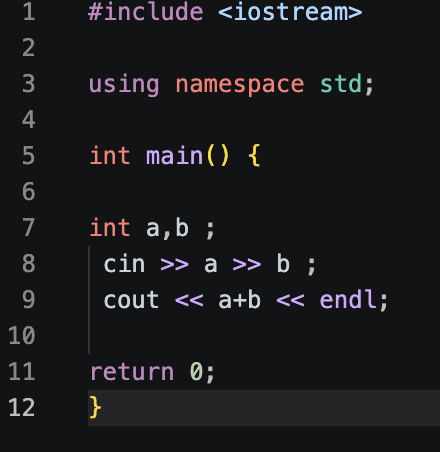 1 #include <iostream>
2
3 using namespace std;
4
5 int main() {
6
7 int a,b ;
8  cin >> a >> b ;
9  cout << a+b << endl;
10
11 return 0;
12 }